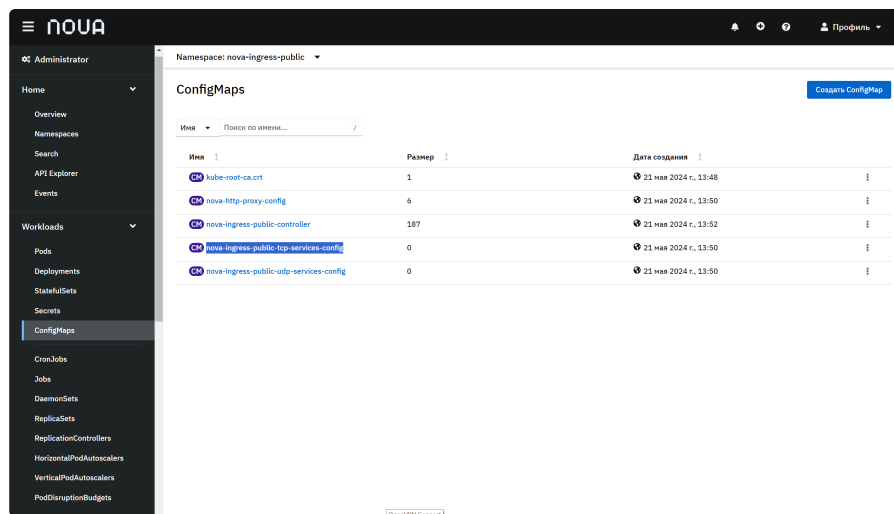 NOVA
Профиль
Administrator
Home
Overview
Namespaces
Search
API Explorer
Events
Workloads
Pods
Deployments
StatefulSets
Secrets
ConfigMaps
CronJobs
Jobs
DaemonSets
ReplicaSets
ReplicationControllers
HorizontalPodAutoscalers
VerticalPodAutoscalers
PodDisruptionBudgets
Namespace: nova-ingress-public
ConfigMaps
Создать ConfigMap
Имя Поиск по имени... /
Имя Размер Дата создания
CM kube-root-ca.crt 1 21 мая 2024 г., 13:48
CM nova-http-proxy-config 6 21 мая 2024 г., 13:50
CM nova-ingress-public-controller 187 21 мая 2024 г., 13:52
CM nova-ingress-public-tcp-services-config 0 21 мая 2024 г., 13:50
CM nova-ingress-public-udp-services-config 0 21 мая 2024 г., 13:50